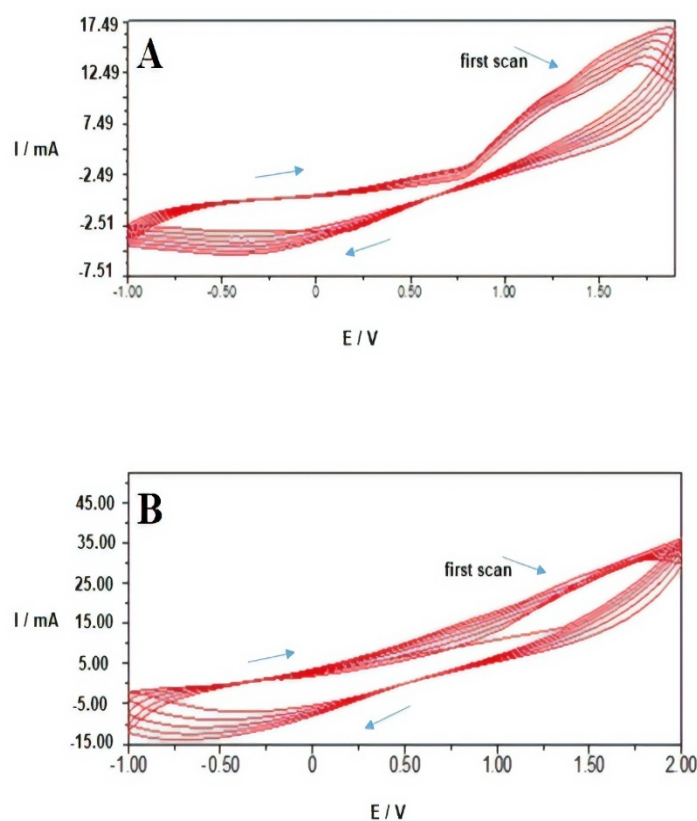 17.49
A
first scan
12.49
7.49
I / mA
-2.49
-2.51
-7.51
-1.00 -0.50 0 0.50 1.00 1.50
E / V
B
45.00
35.00
first scan
25.00
I / mA
15.00
5.00
-5.00
-15.00
-1.00 -0.50 0 0.50 1.00 1.50 2.00
E / V